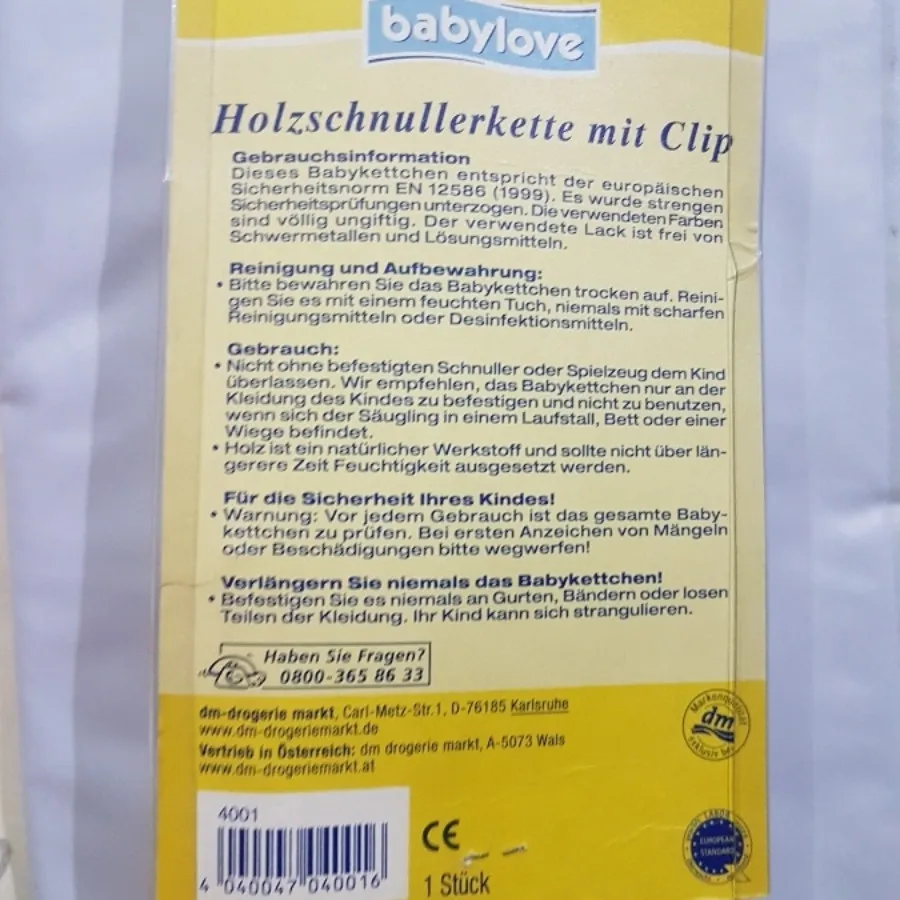 babylove
Holzschnullerkette mit Clip
Gebrauchsinformation
Dieses Babykettchen entspricht der europäischen
Sicherheitsnorm EN 12586 (1999). Es wurde strengen
Sicherheitsprüfungen unterzogen. Die verwendeten Farben
sind völlig ungiftig. Der verwendete Lack ist frei von
Schwermetallen und Lösungsmitteln.
Reinigung und Aufbewahrung:
• Bitte bewahren Sie das Babykettchen trocken auf. Reini-
gen Sie es mit einem feuchten Tuch, niemals mit scharfen
Reinigungsmitteln oder Desinfektionsmitteln.
Gebrauch:
• Nicht ohne befestigten Schnuller oder Spielzeug dem Kind
überlassen. Wir empfehlen, das Babykettchen nur an der
Kleidung des Kindes zu befestigen und nicht zu benutzen,
wenn sich der Säugling in einem Laufstall, Bett oder einer
Wiege befindet.
• Holz ist ein natürlicher Werkstoff und sollte nicht über län-
gerere Zeit Feuchtigkeit ausgesetzt werden.
Für die Sicherheit Ihres Kindes!
• Warnung: Vor jedem Gebrauch ist das gesamte Baby-
kettchen zu prüfen. Bei ersten Anzeichen von Mängeln
oder Beschädigungen bitte wegwerfen!
Verlängern Sie niemals das Babykettchen!
• Befestigen Sie es niemals an Gurten, Bändern oder losen
Teilen der Kleidung. Ihr Kind kann sich strangulieren.
Haben Sie Fragen?
0800-365 86 33
dm-drogerie markt, Carl-Metz-Str.1, D-76185 Karlsruhe
www.dm-drogeriemarkt.de
Vertrieb in Österreich: dm drogerie markt, A-5073 Wals
www.dm-drogeriemarkt.at
Markenqualität
dm
exklusiv bei
4001
4 040047 040016
CE
1 Stück
EUROPEAN
STANDARD